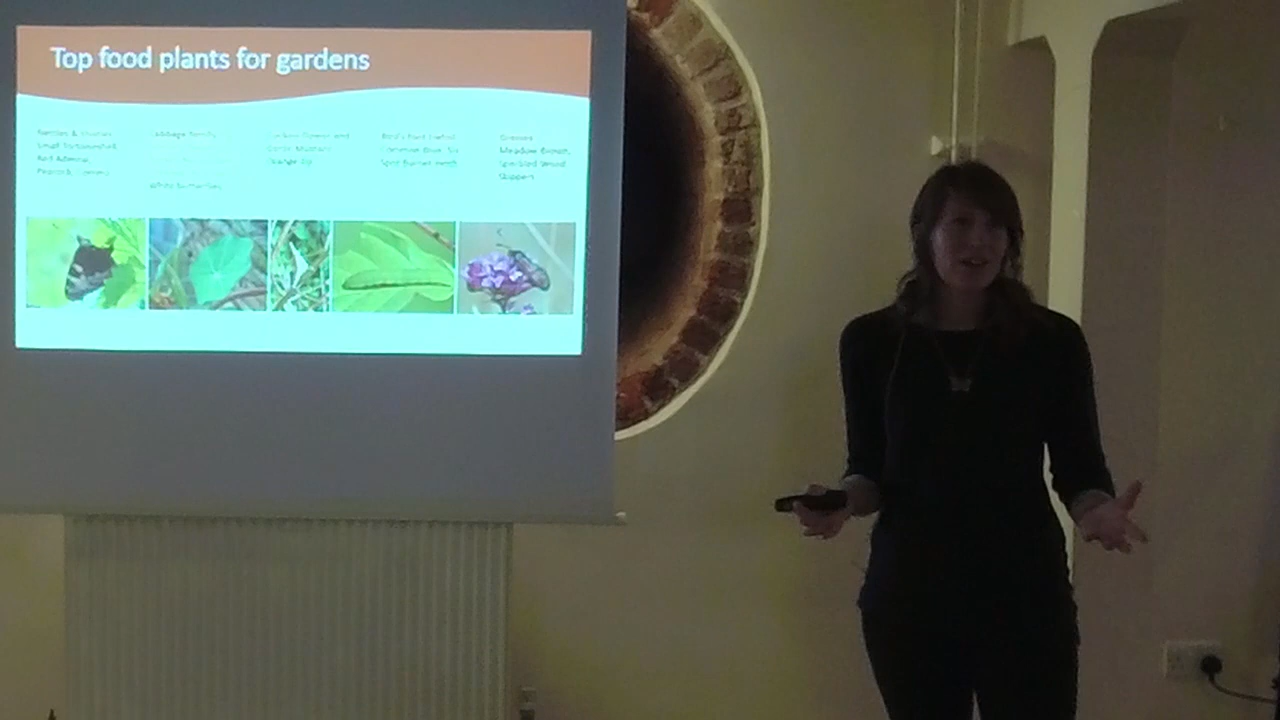 Top food plants for gardens
Nettles & thistles
Small Tortoiseshell,
Red Admiral,
Peacock, Comma
Cabbage family
White butterflies
Cuckoo flower and
Garlic Mustard
Orange-tip
Bird's-foot trefoil
Common Blue, Six
Spot Burnet moth
Grasses
Meadow Brown,
Speckled Wood
Skippers